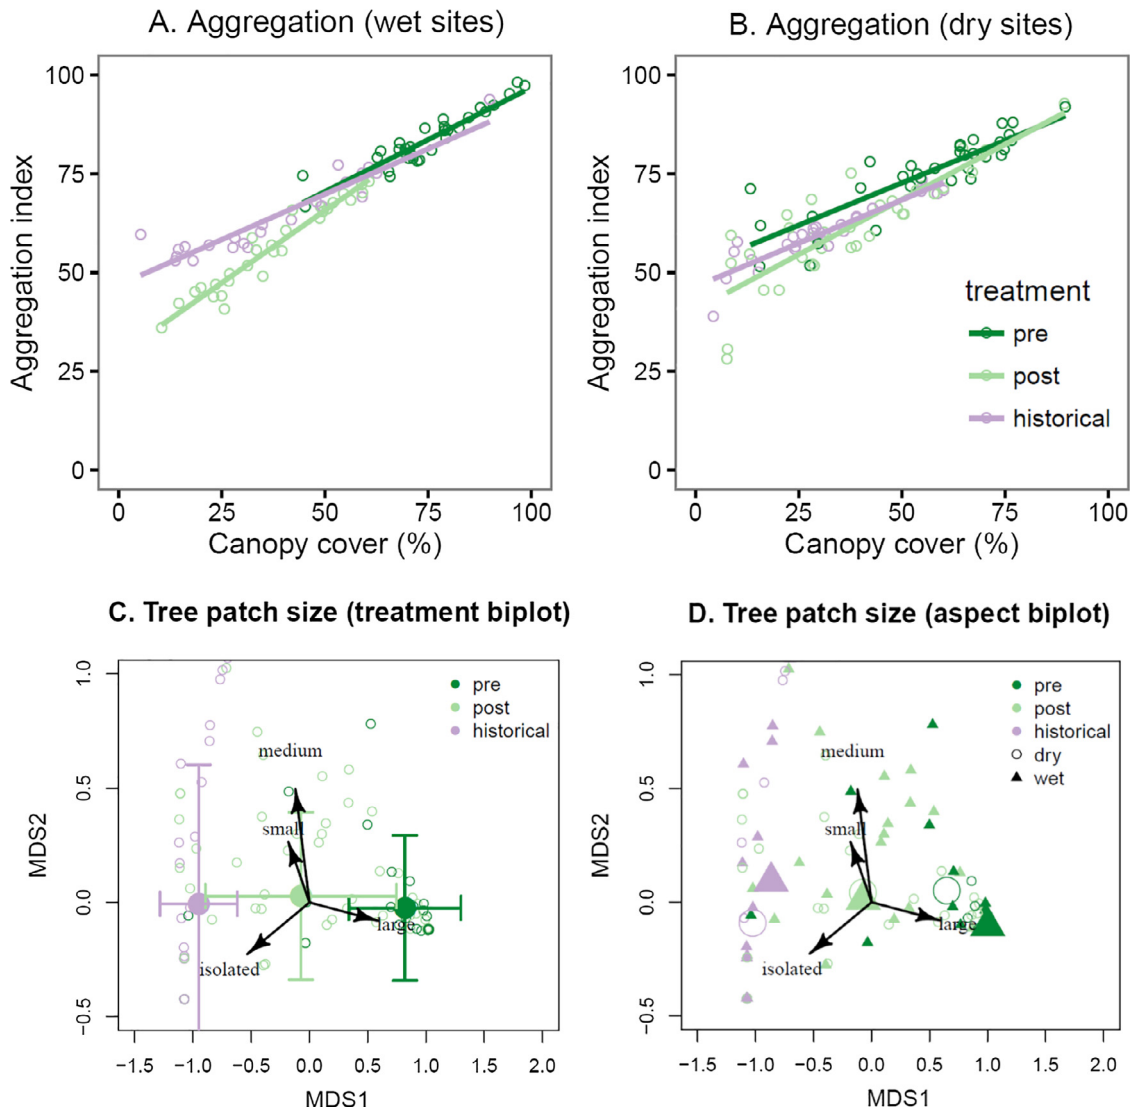 A. Aggregation (wet sites)
B. Aggregation (dry sites)
Aggregation index
100
75
50
25
0
0 25 50 75 100
Canopy cover (%)
Aggregation index
100
75
50
25
0
treatment
pre
post
historical
0 25 50 75 100
Canopy cover (%)
C. Tree patch size (treatment biplot)
D. Tree patch size (aspect biplot)
MDS2
1.0
0.5
0.0
−0.5
pre
post
historical
medium
small
large
isolated
−1.5 −1.0 −0.5 0.0 0.5 1.0 1.5 2.0
MDS1
MDS2
1.0
0.5
0.0
−0.5
pre
post
historical
dry
wet
medium
small
large
isolated
−1.5 −1.0 −0.5 0.0 0.5 1.0 1.5 2.0
MDS1